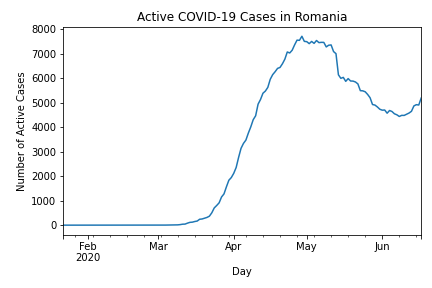 Active COVID-19 Cases in Romania
8000
7000
6000
5000
4000
3000
2000
1000
0
Number of Active Cases
Feb
2020
Mar
Apr
May
Jun
Day